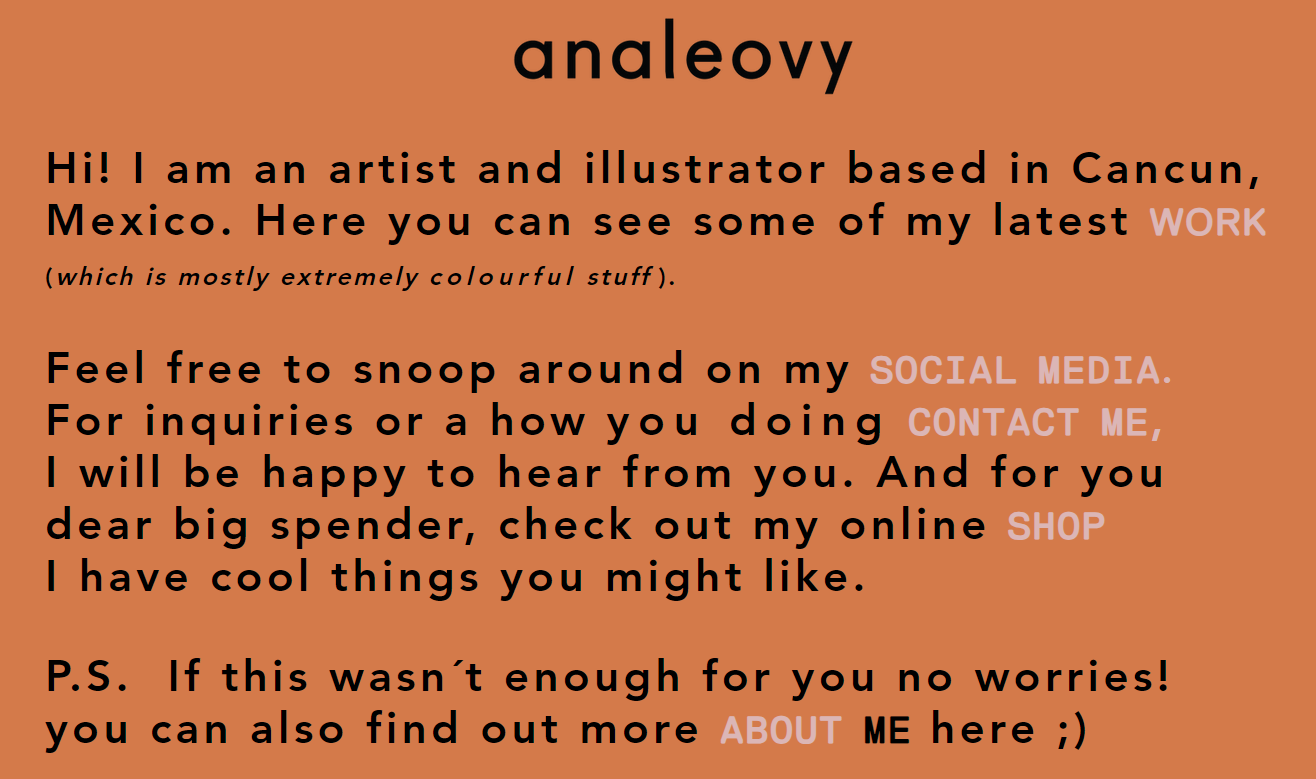 analeovy
Hi! I am an artist and illustrator based in Cancun,
Mexico. Here you can see some of my latest WORK
(which is mostly extremely colourful stuff).
Feel free to snoop around on my SOCIAL MEDIA.
For inquiries or a how you doing CONTACT ME,
I will be happy to hear from you. And for you
dear big spender, check out my online SHOP
I have cool things you might like.
P.S. If this wasn´t enough for you no worries!
you can also find out more ABOUT ME here ;)